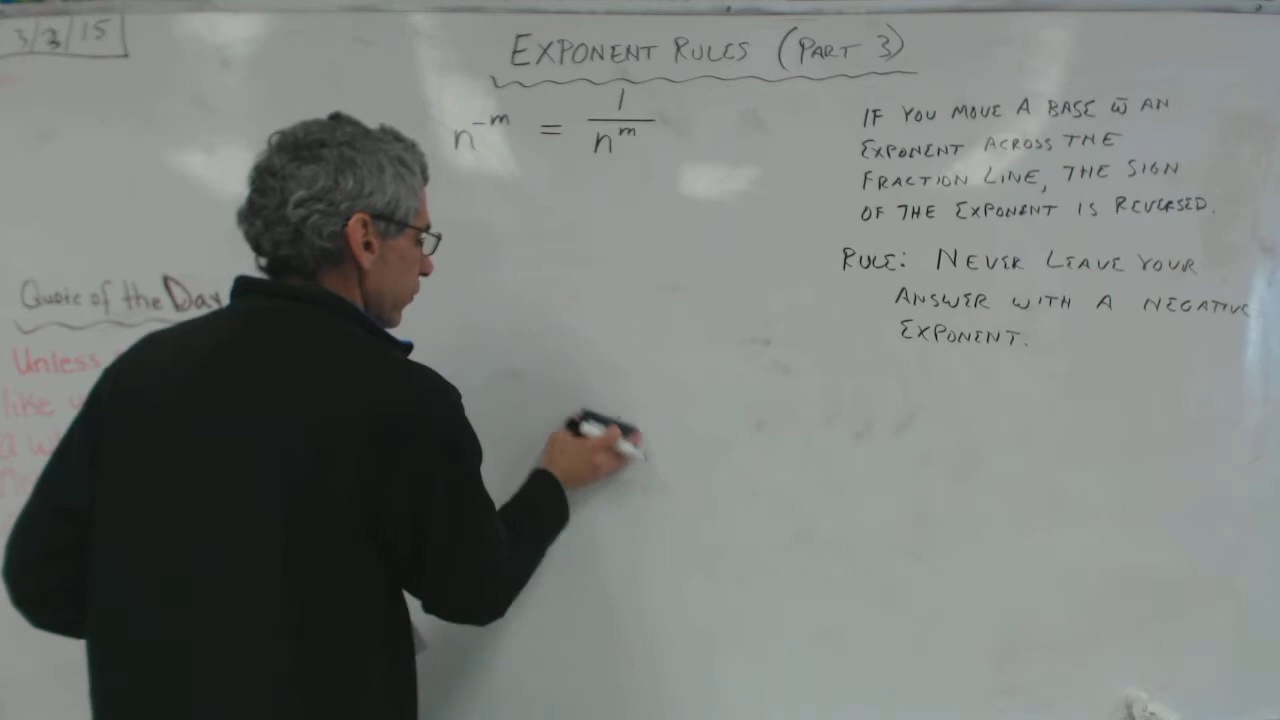 3/3/15
EXPONENT RULES (PART 3)
n^-m = 1/n^m
IF YOU MOVE A BASE w̄ AN
EXPONENT ACROSS THE
FRACTION LINE, THE SIGN
OF THE EXPONENT IS REVERSED.
RULE: NEVER LEAVE YOUR
ANSWER WITH A NEGATIVE
EXPONENT.
Quote of the Day
Unless
like
a